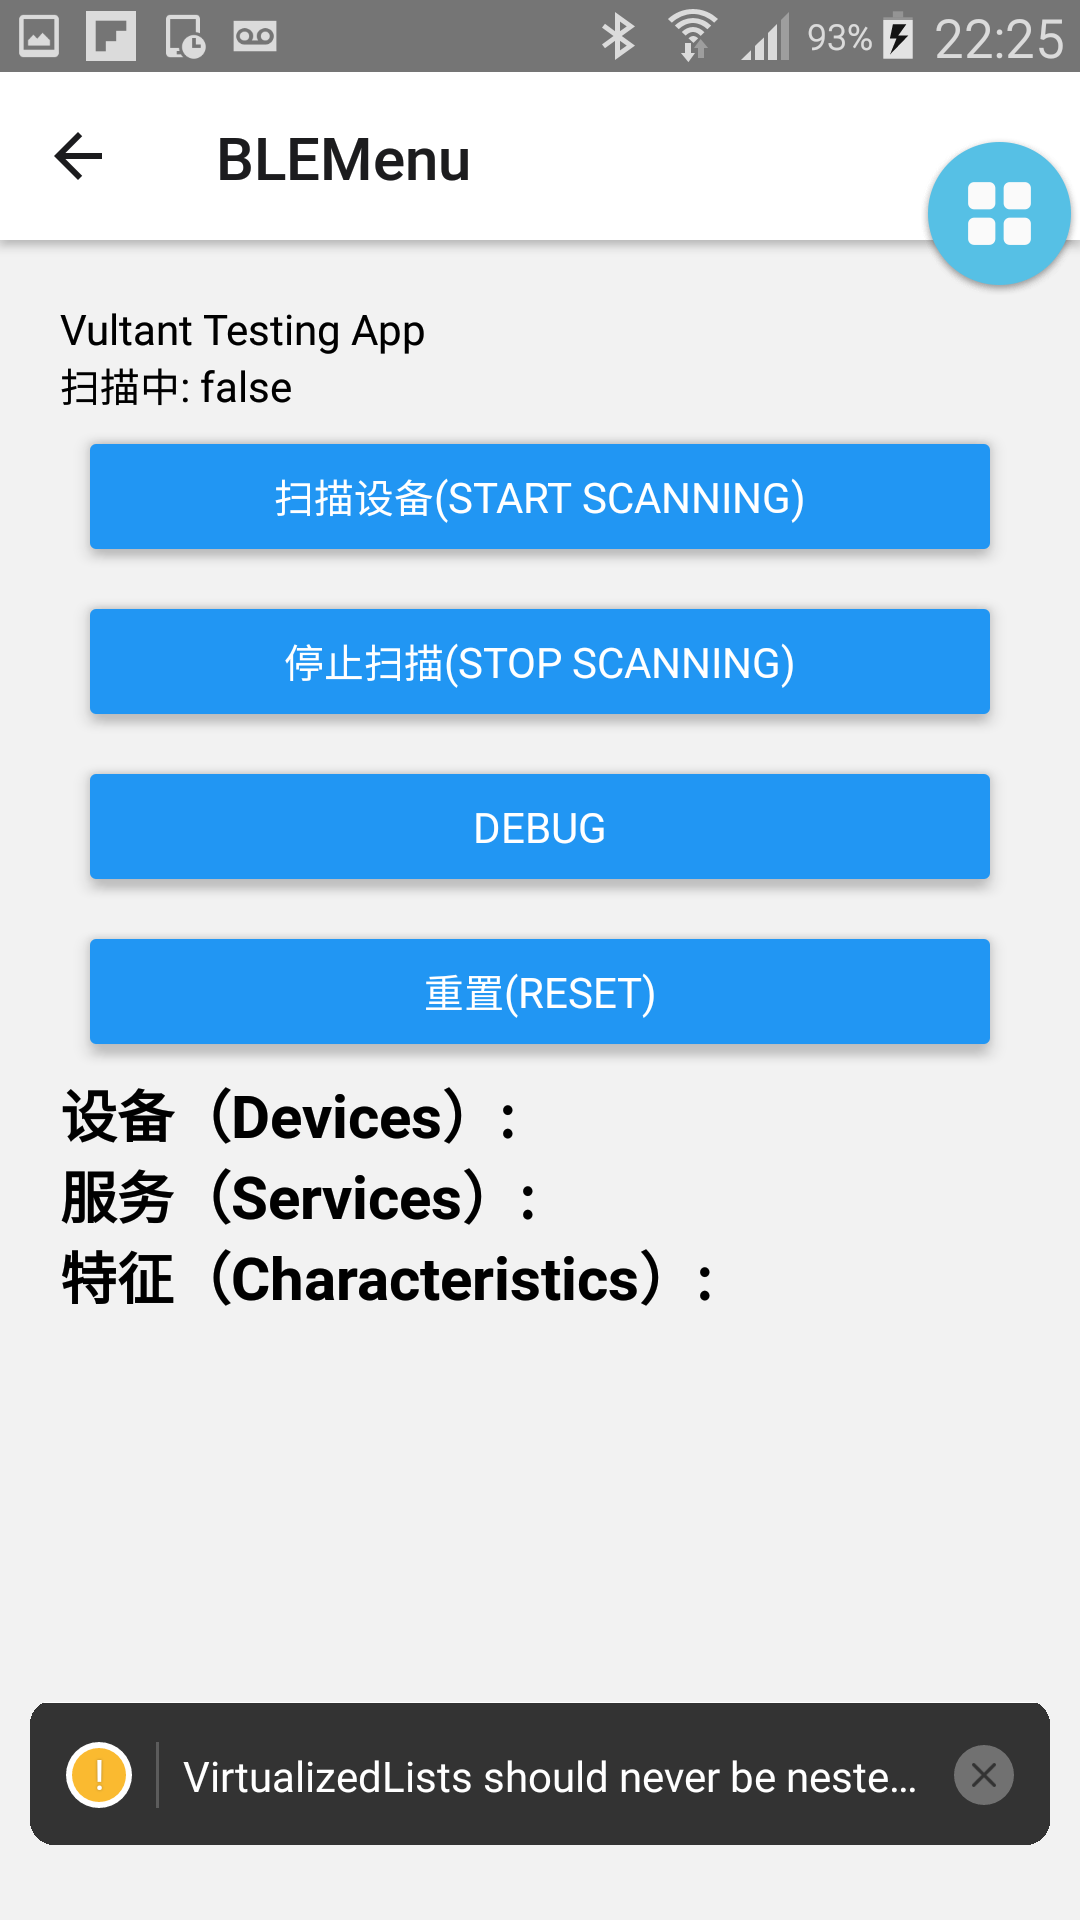 93% 22:25
BLEMenu
Vultant Testing App
扫描中: false
扫描设备(START SCANNING)
停止扫描(STOP SCANNING)
DEBUG
重置(RESET)
设备（Devices）:
服务（Services）:
特征（Characteristics）:
! VirtualizedLists should never be neste...